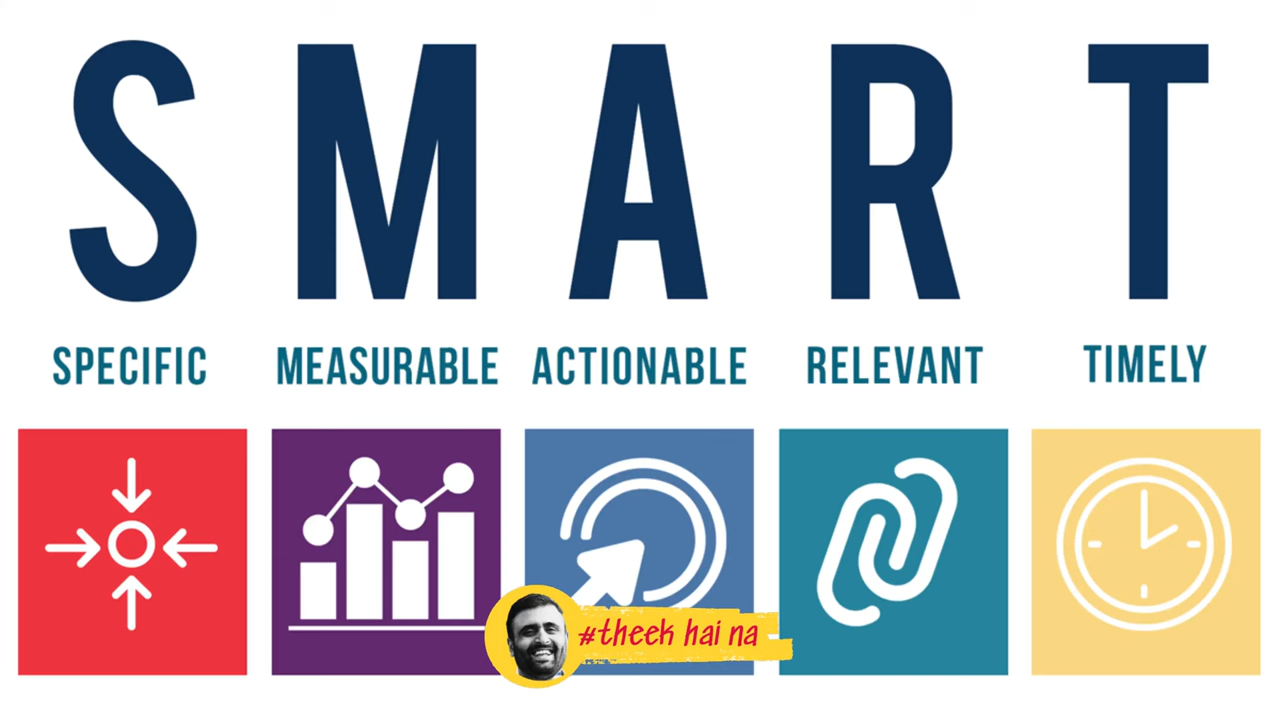 SMART
SPECIFIC MEASURABLE ACTIONABLE RELEVANT TIMELY
#theek hai na